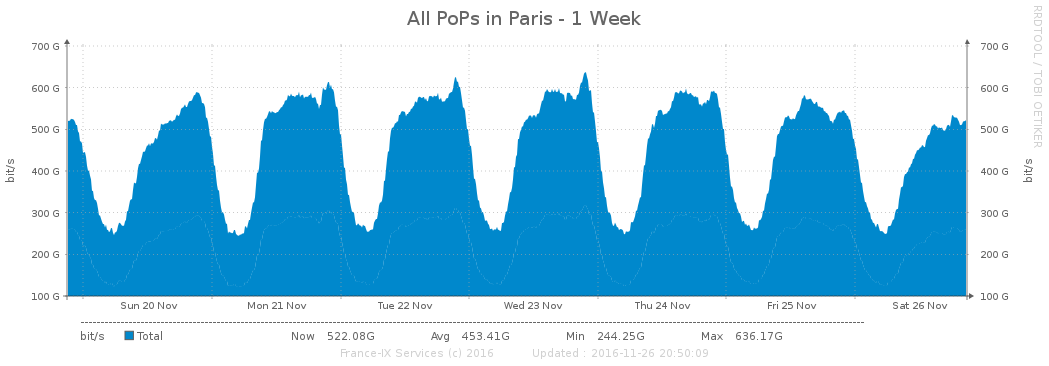 All PoPs in Paris - 1 Week
RRDTOOL / TOBI OETIKER
700 G 700 G
600 G 600 G
500 G 500 G
400 G 400 G
300 G 300 G
200 G 200 G
100 G 100 G
bit/s
bit/s
Sun 20 Nov Mon 21 Nov Tue 22 Nov Wed 23 Nov Thu 24 Nov Fri 25 Nov Sat 26 Nov
bit/s Total Now 522.08G Avg 453.41G Min 244.25G Max 636.17G
France-IX Services (c) 2016 Updated : 2016-11-26 20:50:09